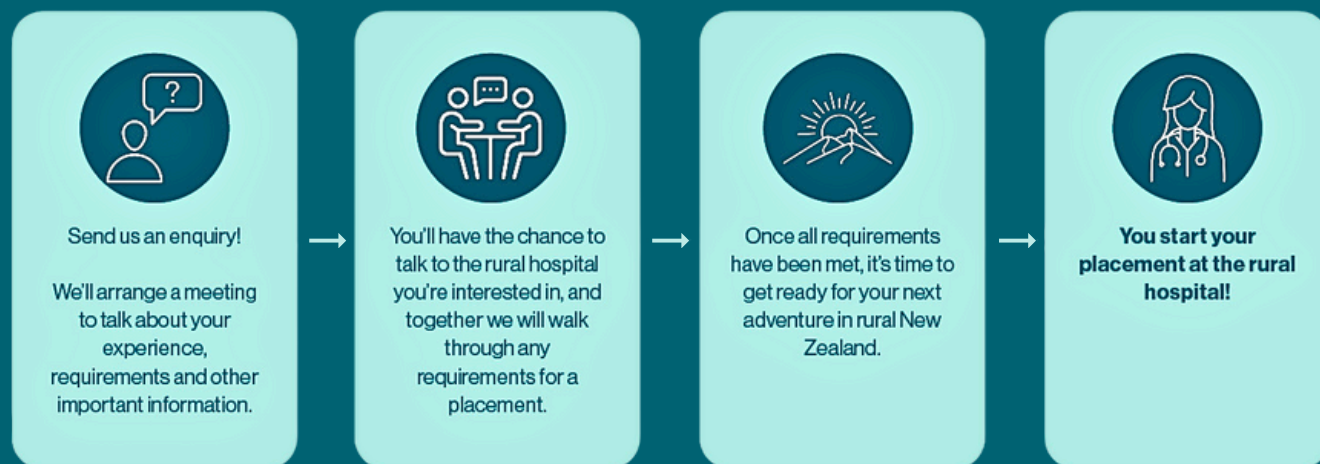 ?
Send us an enquiry!
We'll arrange a meeting
to talk about your
experience,
requirements and other
important information.
You'll have the chance to
talk to the rural hospital
you're interested in, and
together we will walk
through any
requirements for a
placement.
Once all requirements
have been met, it's time to
get ready for your next
adventure in rural New
Zealand.
You start your
placement at the rural
hospital!